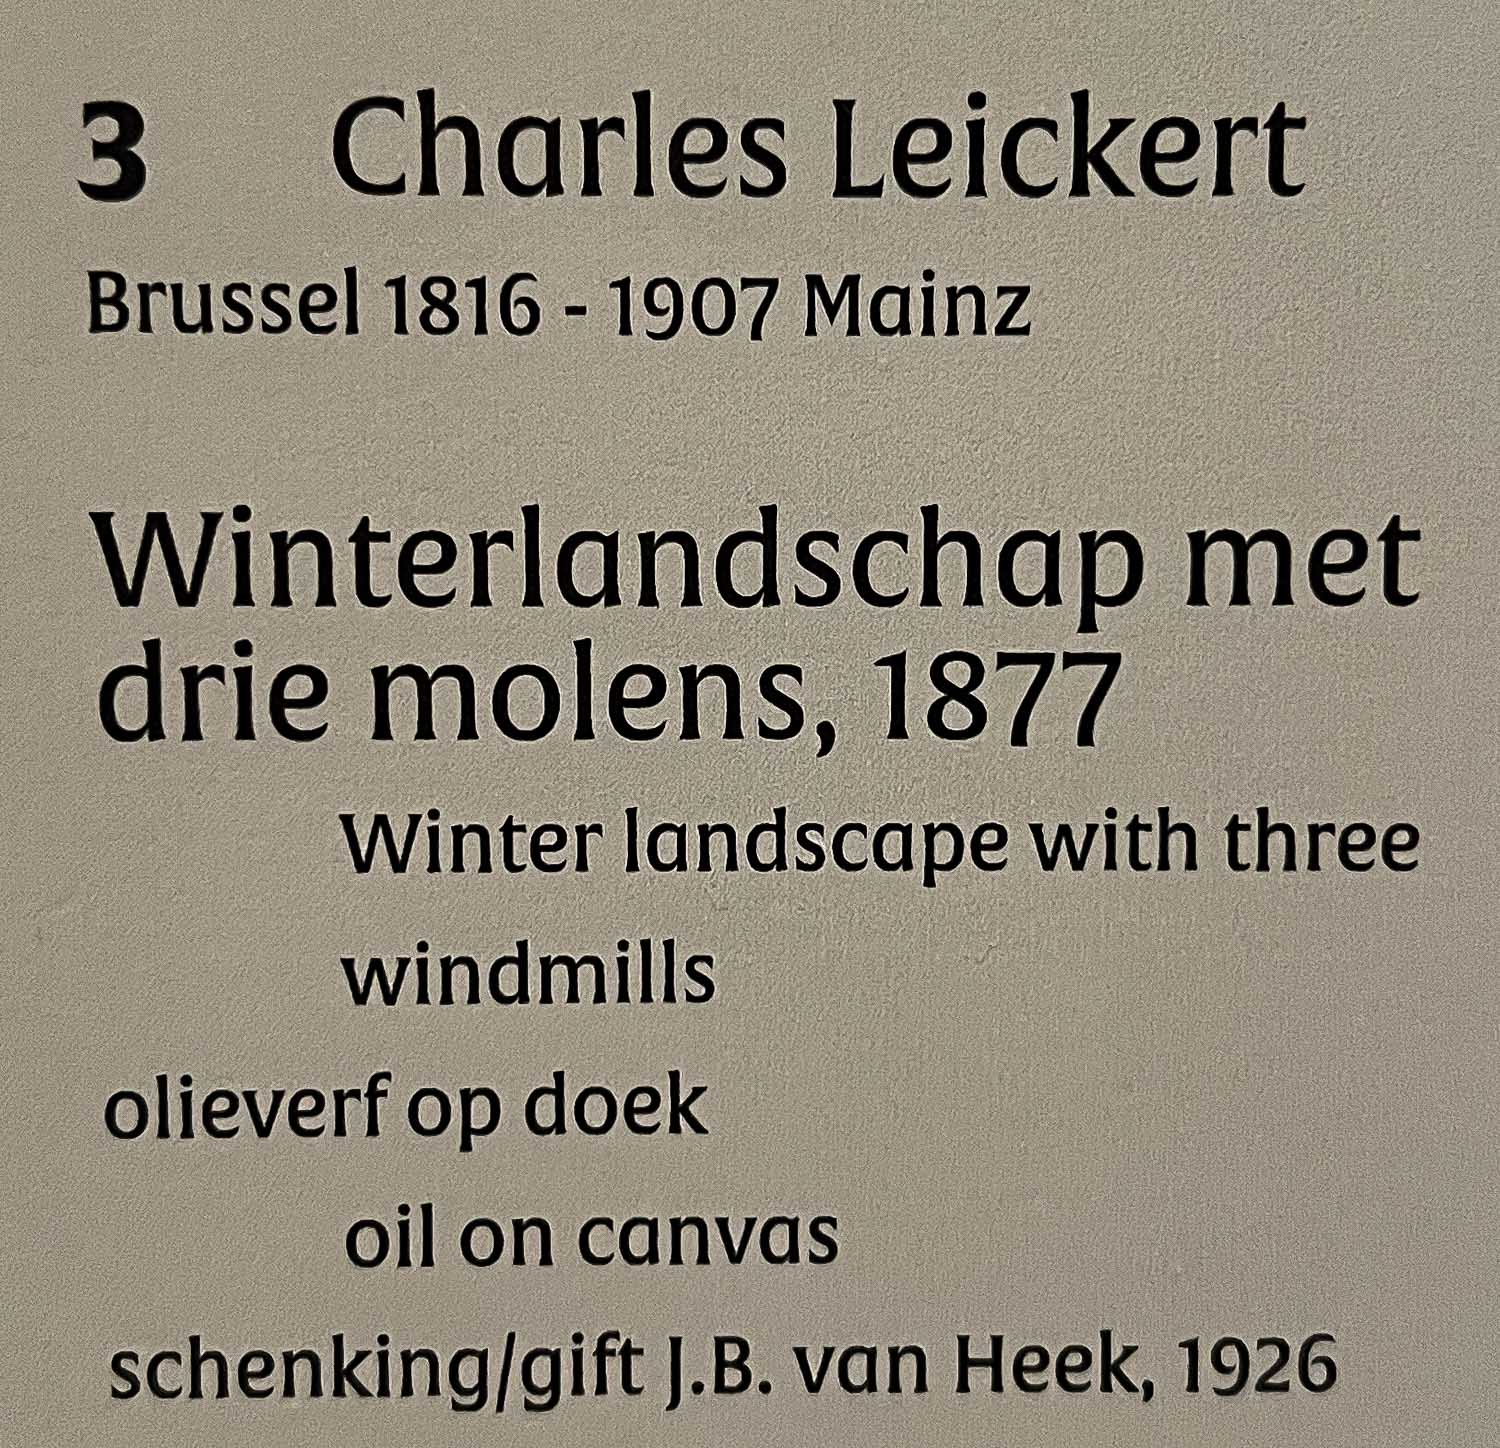 3 Charles Leickert
Brussel 1816 - 1907 Mainz
Winterlandschap met
drie molens, 1877
Winter landscape with three
windmills
olieverf op doek
oil on canvas
schenking/gift J.B. van Heek, 1926